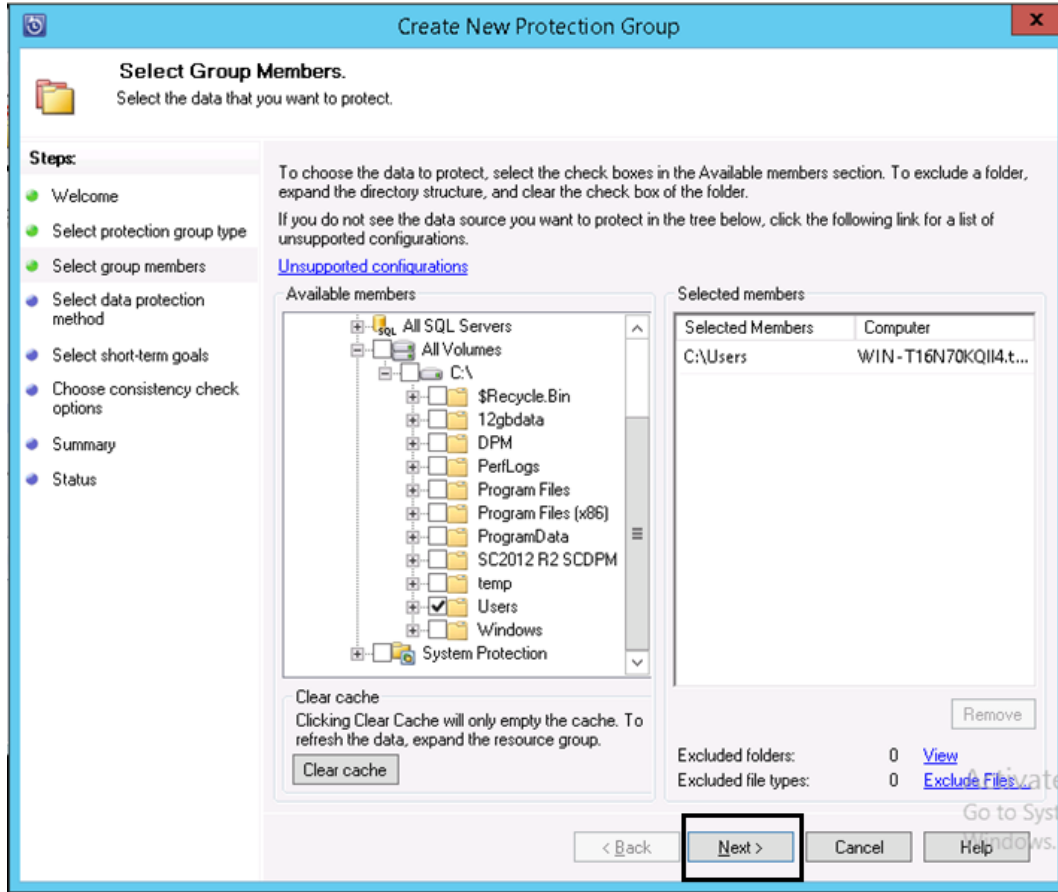 Create New Protection Group
x
Select Group Members.
Select the data that you want to protect.
Steps:
Welcome
Select protection group type
Select group members
Select data protection
method
Select short-term goals
Choose consistency check
options
Summary
Status
To choose the data to protect, select the check boxes in the Available members section. To exclude a folder,
expand the directory structure, and clear the check box of the folder.
If you do not see the data source you want to protect in the tree below, click the following link for a list of
unsupported configurations.
Unsupported configurations
Available members
SQL All SQL Servers
All Volumes
C:\
$Recycle.Bin
12gbdata
DPM
PerfLogs
Program Files
Program Files (x86)
ProgramData
SC2012 R2 SCDPM
temp
Users
Windows
System Protection
Clear cache
Clicking Clear Cache will only empty the cache. To
refresh the data, expand the resource group.
Clear cache
Selected members
Selected Members Computer
C:\Users WIN-T16N70KQII4.t...
Remove
Excluded folders: 0 View
Excluded file types: 0 Exclude Files...
Activate
Go to Syst
Windows.
< Back Next > Cancel Help